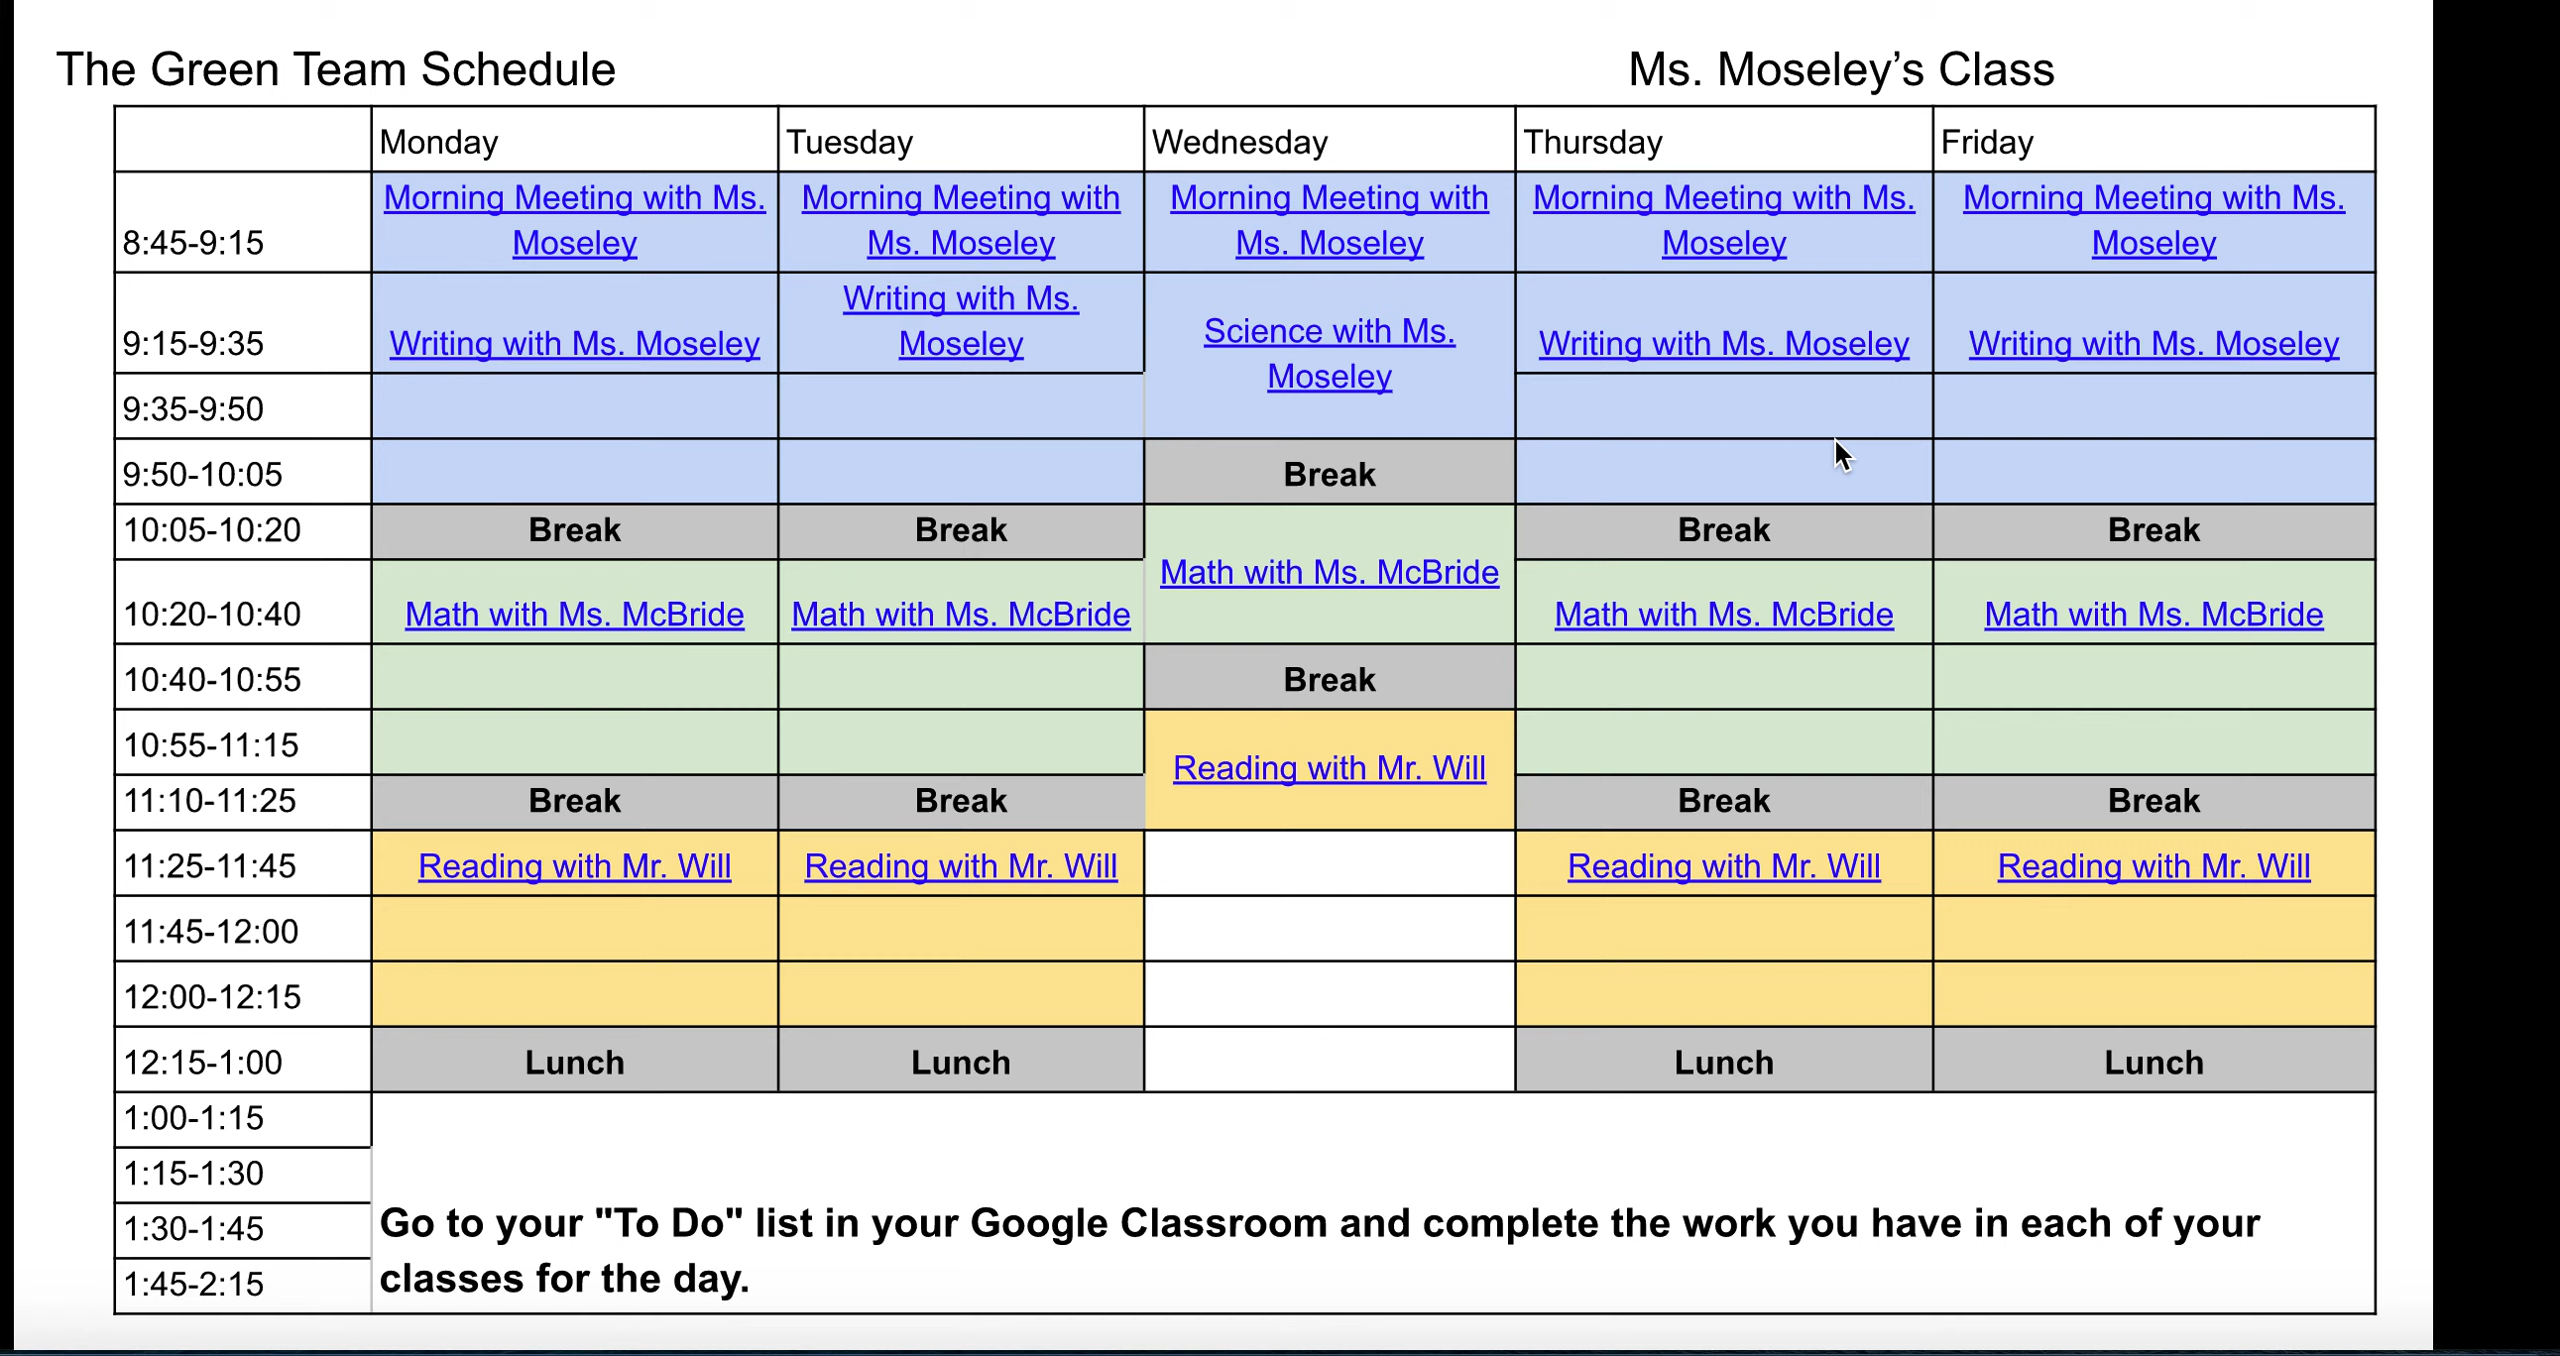 The Green Team Schedule Ms. Moseley’s Class
Monday Tuesday Wednesday Thursday Friday
8:45-9:15
Morning Meeting with Ms.
Moseley
Morning Meeting with
Ms. Moseley
Morning Meeting with
Ms. Moseley
Morning Meeting with Ms.
Moseley
Morning Meeting with Ms.
Moseley
9:15-9:35
Writing with Ms. Moseley
Writing with Ms.
Moseley
Science with Ms.
Moseley
Writing with Ms. Moseley
Writing with Ms. Moseley
9:35-9:50
9:50-10:05 Break
10:05-10:20 Break Break Math with Ms. McBride Break Break
10:20-10:40 Math with Ms. McBride Math with Ms. McBride Math with Ms. McBride Math with Ms. McBride
10:40-10:55 Break
10:55-11:15 Reading with Mr. Will
11:10-11:25 Break Break Break Break
11:25-11:45 Reading with Mr. Will Reading with Mr. Will Reading with Mr. Will Reading with Mr. Will
11:45-12:00
12:00-12:15
12:15-1:00 Lunch Lunch Lunch Lunch
1:00-1:15
1:15-1:30
1:30-1:45
1:45-2:15
Go to your "To Do" list in your Google Classroom and complete the work you have in each of your
classes for the day.